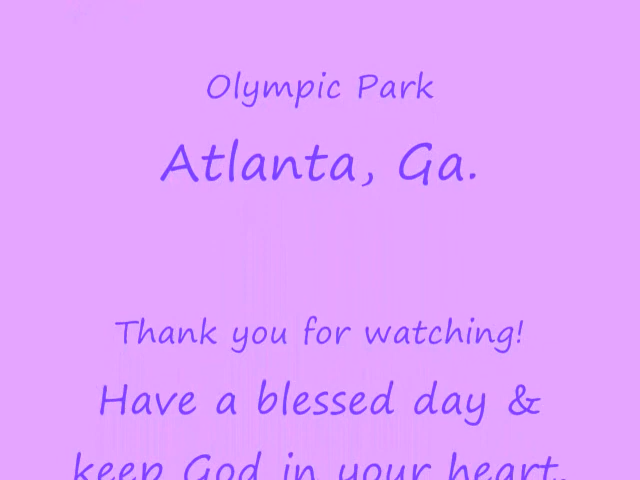 Olympic Park
Atlanta, Ga.
Thank you for watching!
Have a blessed day &
keep God in your heart.